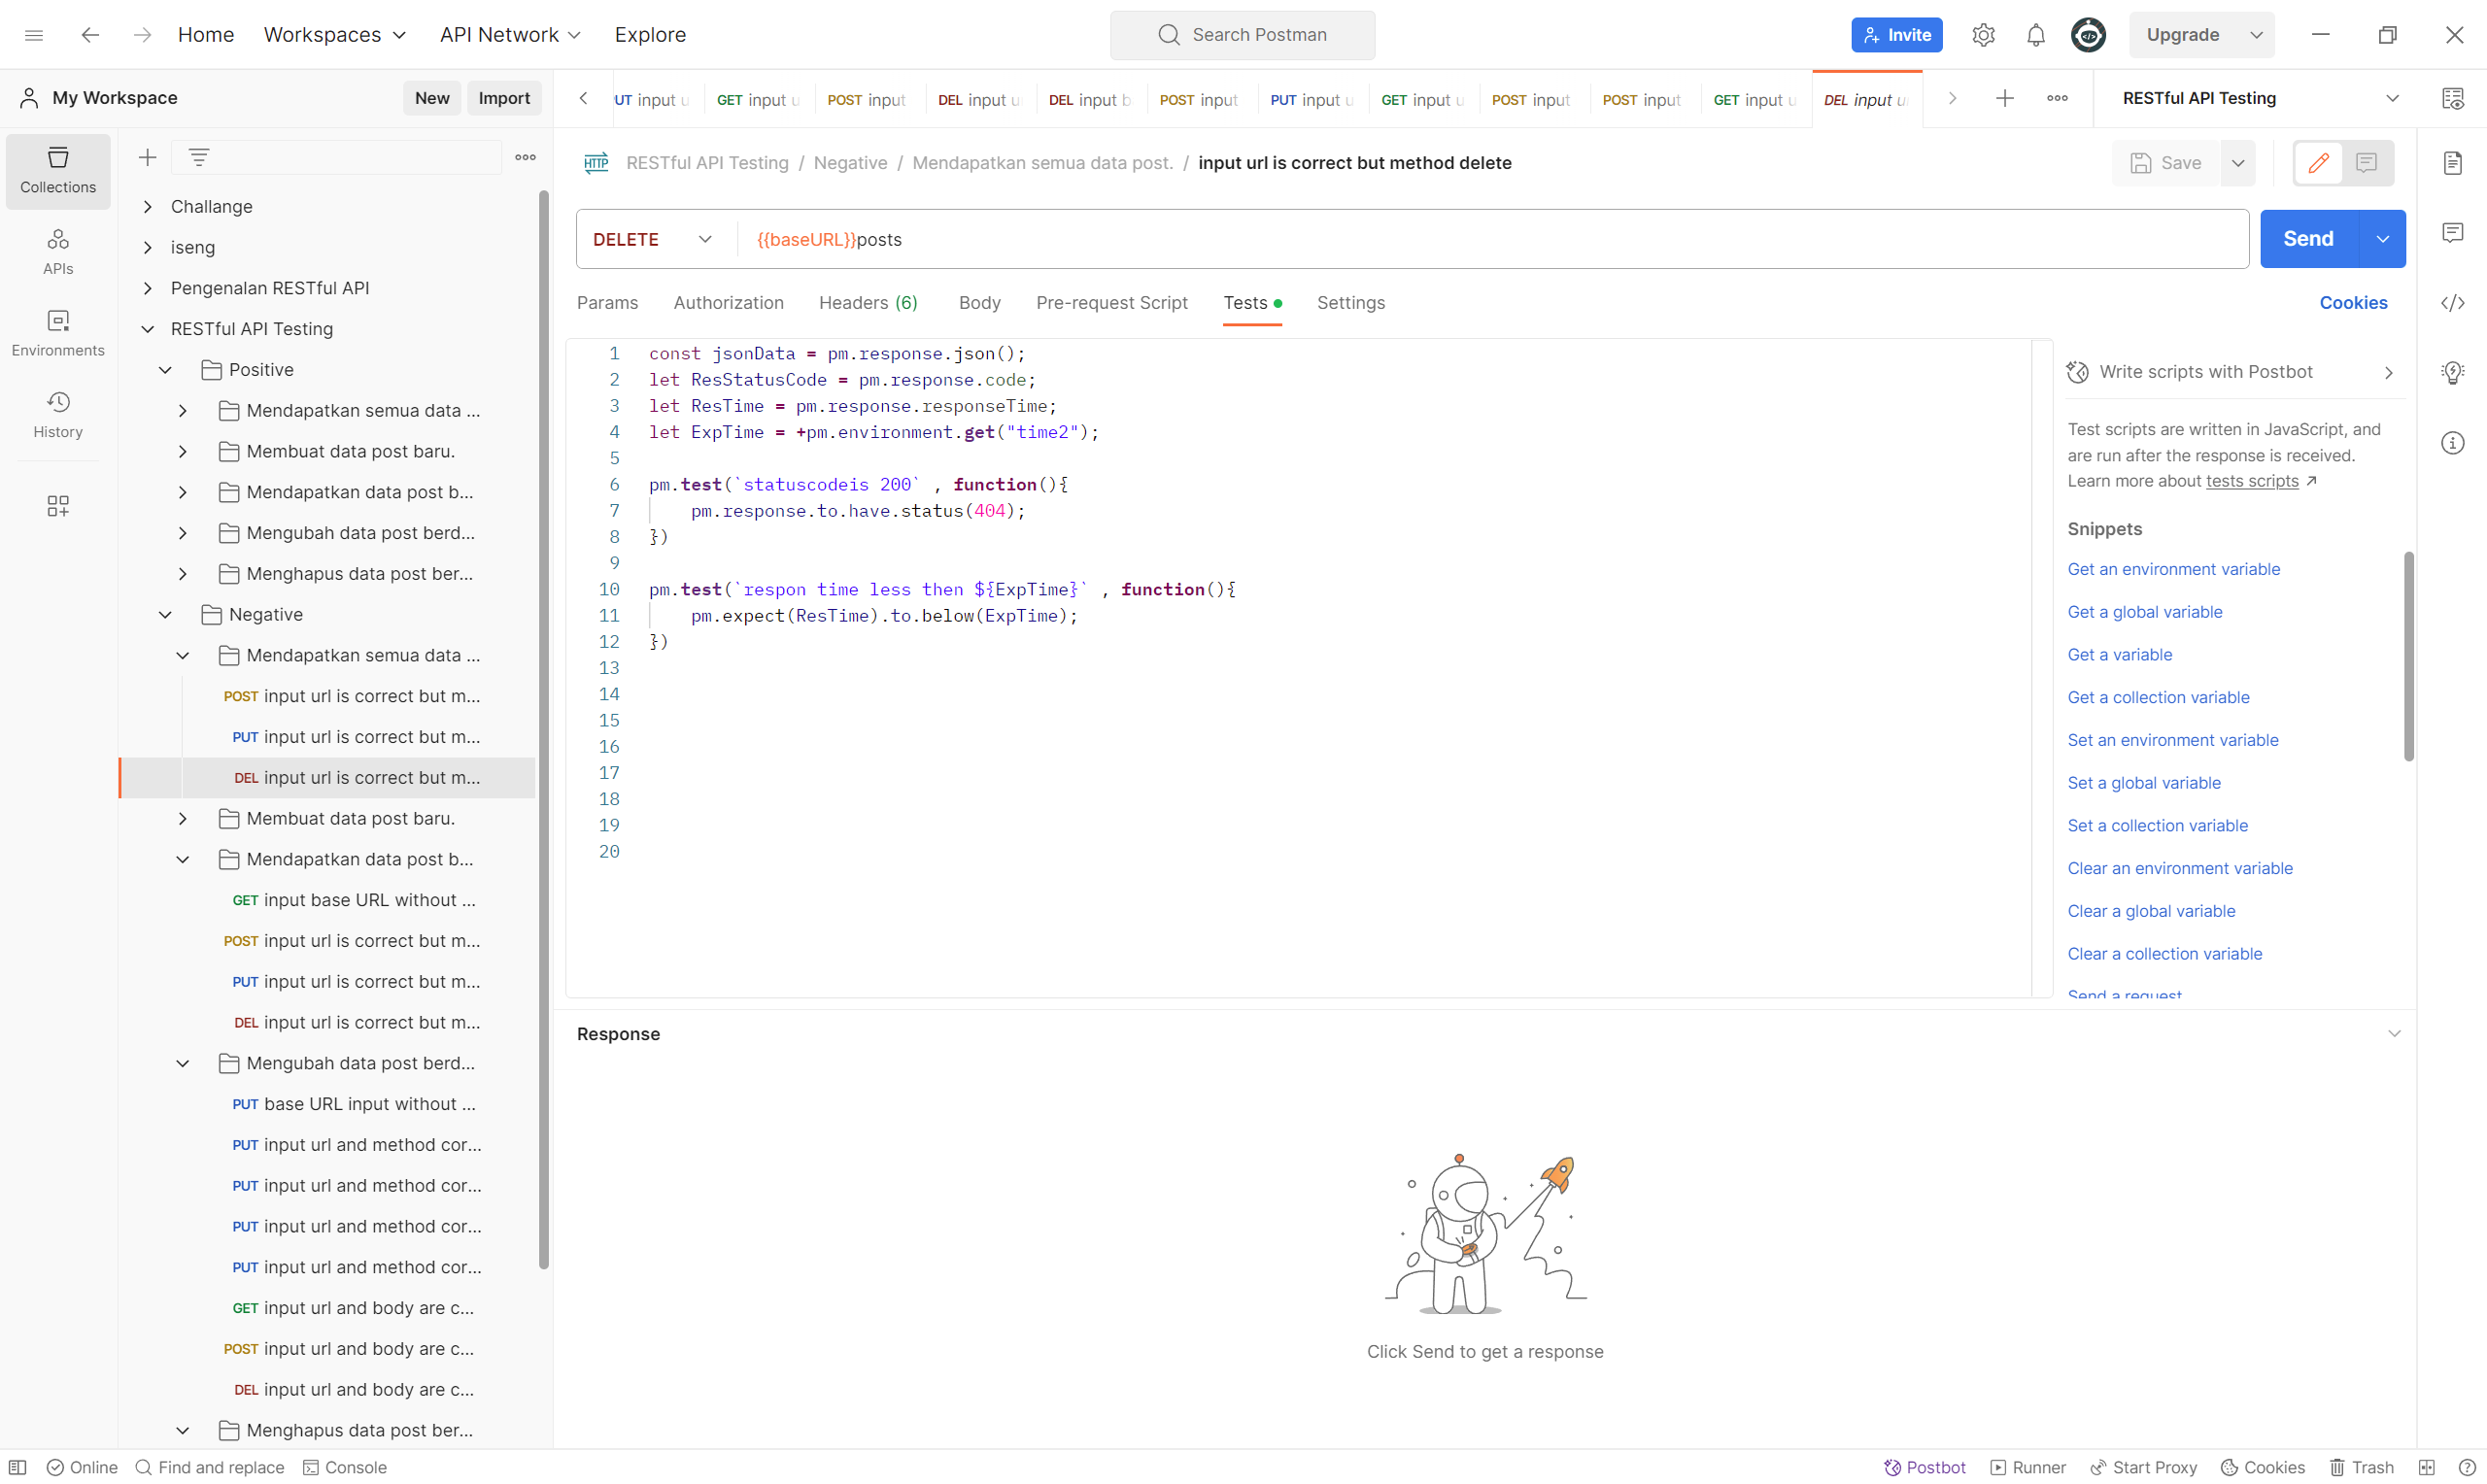 Home Workspaces API Network Explore Search Postman Invite Upgrade
My Workspace New Import
UT input u GET input u POST input DEL input u DEL input b POST input PUT input u GET input u POST input POST input GET input u DEL input u RESTful API Testing
Collections
APIs
Environments
History
Challange
iseng
Pengenalan RESTful API
RESTful API Testing
Positive
Mendapatkan semua data ...
Membuat data post baru.
Mendapatkan data post b...
Mengubah data post berd...
Menghapus data post ber...
Negative
Mendapatkan semua data ...
POST input url is correct but m...
PUT input url is correct but m...
DEL input url is correct but m...
Membuat data post baru.
Mendapatkan data post b...
GET input base URL without ...
POST input url is correct but m...
PUT input url is correct but m...
DEL input url is correct but m...
Mengubah data post berd...
PUT base URL input without ...
PUT input url and method cor...
PUT input url and method cor...
PUT input url and method cor...
PUT input url and method cor...
GET input url and body are c...
POST input url and body are c...
DEL input url and body are c...
Menghapus data post ber...
HTTP RESTful API Testing / Negative / Mendapatkan semua data post. / input url is correct but method delete Save
DELETE {{baseURL}}posts Send
Params Authorization Headers (6) Body Pre-request Script Tests Settings Cookies
1 const jsonData = pm.response.json();
2 let ResStatusCode = pm.response.code;
3 let ResTime = pm.response.responseTime;
4 let ExpTime = +pm.environment.get("time2");
5
6 pm.test(`statuscodeis 200` , function(){
7 pm.response.to.have.status(404);
8 })
9
10 pm.test(`respon time less then ${ExpTime}` , function(){
11 pm.expect(ResTime).to.below(ExpTime);
12 })
13
14
15
16
17
18
19
20
Write scripts with Postbot
Test scripts are written in JavaScript, and
are run after the response is received.
Learn more about tests scripts ↗
Snippets
Get an environment variable
Get a global variable
Get a variable
Get a collection variable
Set an environment variable
Set a global variable
Set a collection variable
Clear an environment variable
Clear a global variable
Clear a collection variable
Send a request
Response
Click Send to get a response
Online Find and replace Console Postbot Runner Start Proxy Cookies Trash